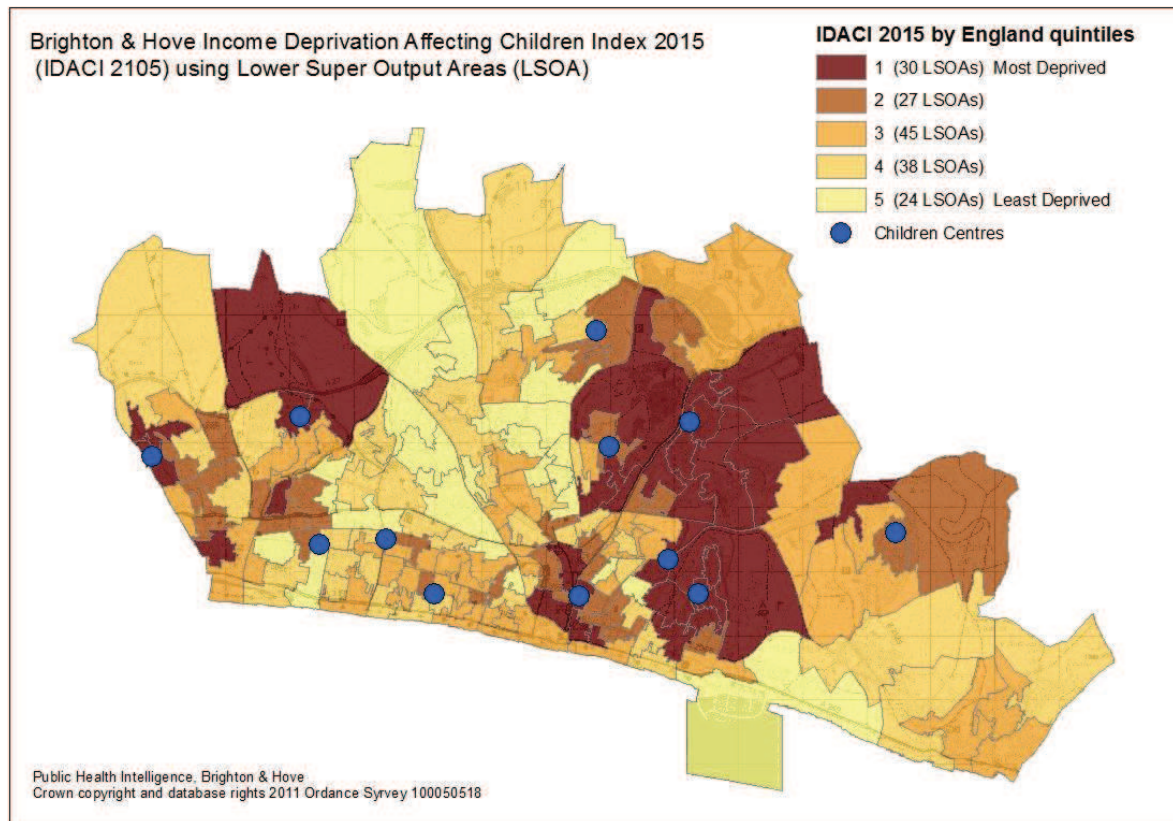 Brighton & Hove Income Deprivation Affecting Children Index 2015
(IDACI 2105) using Lower Super Output Areas (LSOA)
IDACI 2015 by England quintiles
1 (30 LSOAs) Most Deprived
2 (27 LSOAs)
3 (45 LSOAs)
4 (38 LSOAs)
5 (24 LSOAs) Least Deprived
Children Centres
Public Health Intelligence, Brighton & Hove
Crown copyright and database rights 2011 Ordance Syrvey 100050518